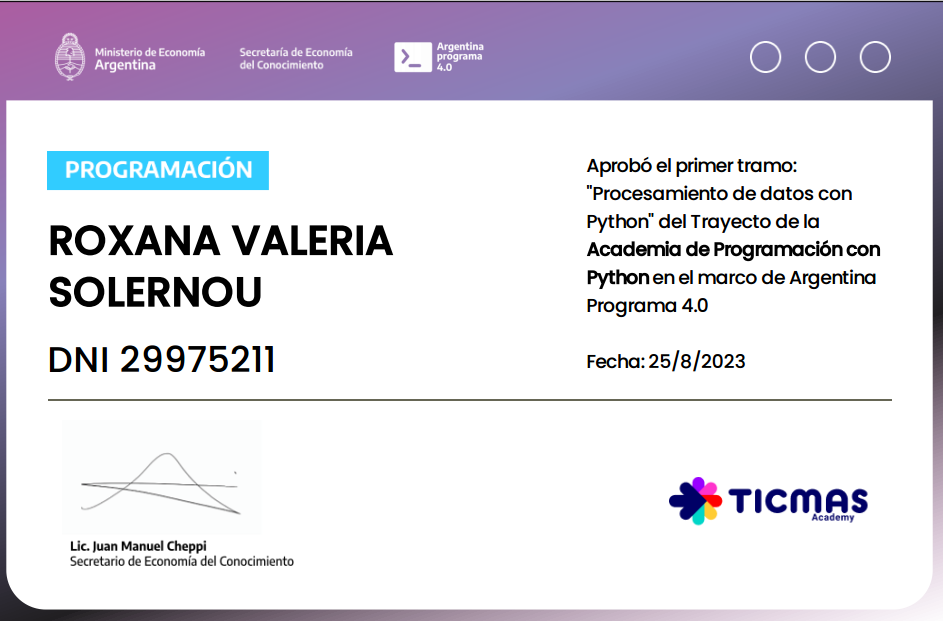 Ministerio de Economía
Argentina
Secretaría de Economía
del Conocimiento
Argentina
programa
4.0
PROGRAMACIÓN
ROXANA VALERIA
SOLERNOU
DNI 29975211
Aprobó el primer tramo:
"Procesamiento de datos con
Python" del Trayecto de la
Academia de Programación con
Python en el marco de Argentina
Programa 4.0
Fecha: 25/8/2023
Lic. Juan Manuel Cheppi
Secretario de Economía del Conocimiento
TICMAS
Academy